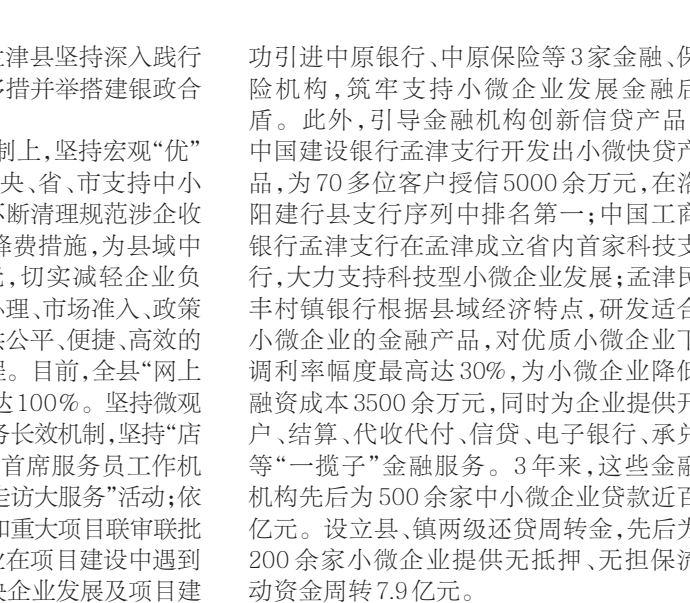 津县坚持深入践行
措并举搭建银政合
制上,坚持宏观“优”
央、省、市支持中小
不断清理规范涉企收
降费措施,为县域中
,切实减轻企业负
办理、市场准入、政策
公平、便捷、高效的
。目前,全县“网上
达100%。坚持微观
务长效机制,坚持“店
首席服务员工作机
走访大服务”活动;依
和重大项目联审联批
业在项目建设中遇到
企业发展及项目建
功引进中原银行、中原保险等3家金融、保
险机构,筑牢支持小微企业发展金融后
盾。此外,引导金融机构创新信贷产品
中国建设银行孟津支行开发出小微快贷产
品,为70多位客户授信5000余万元,在洛
阳建行县支行序列中排名第一;中国工商
银行孟津支行在孟津成立省内首家科技支
行,大力支持科技型小微企业发展;孟津民
丰村镇银行根据县域经济特点,研发适合
小微企业的金融产品,对优质小微企业下
调利率幅度最高达30%,为小微企业降低
融资成本3500余万元,同时为企业提供开
户、结算、代收代付、信贷、电子银行、承兑
等“一揽子”金融服务。3年来,这些金融
机构先后为500余家中小微企业贷款近百
亿元。设立县、镇两级还贷周转金,先后为
200余家小微企业提供无抵押、无担保流
动资金周转7.9亿元。